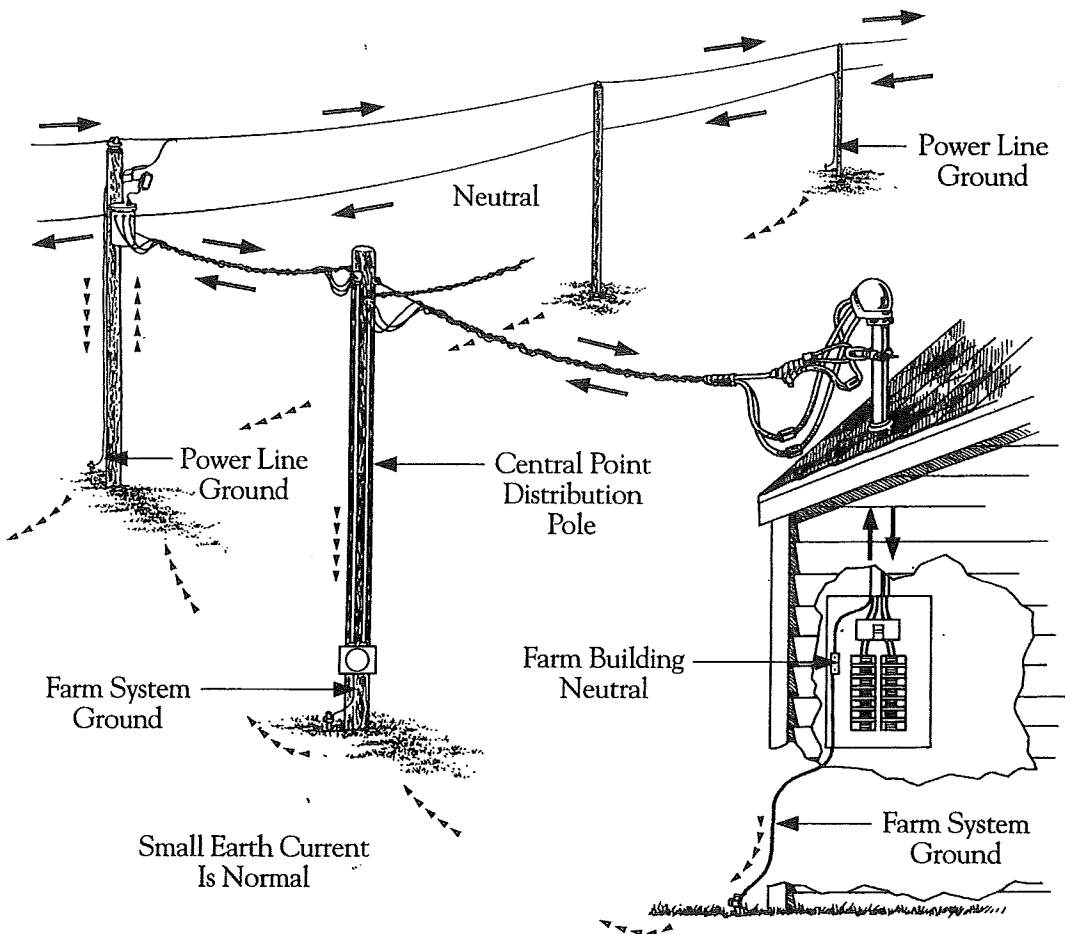 Power Line
Ground
Neutral
Power Line
Ground
Central Point
Distribution
Pole
Farm Building
Neutral
Farm System
Ground
Farm System
Ground
Small Earth Current
Is Normal